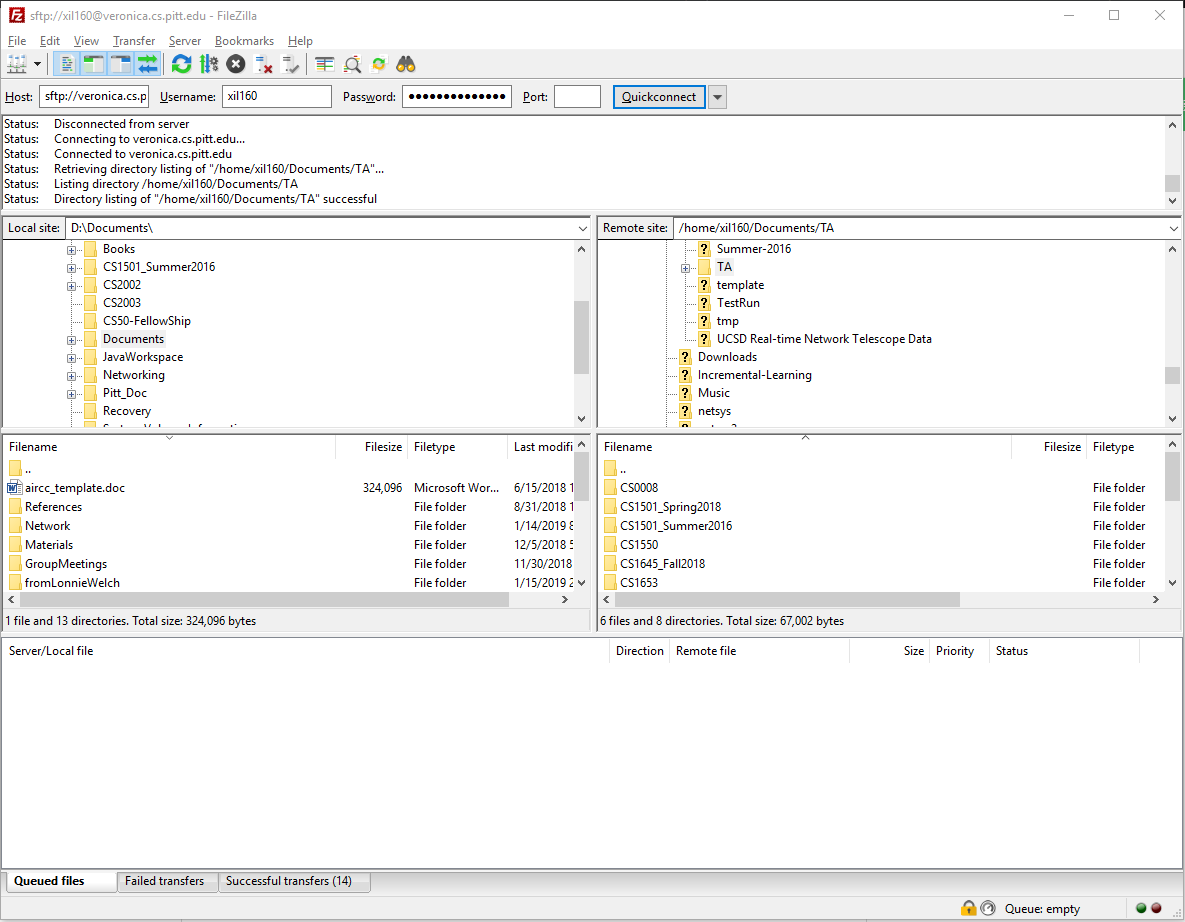 sftp://xil160@veronica.cs.pitt.edu - FileZilla
File Edit View Transfer Server Bookmarks Help
Host: sftp://veronica.cs.p Username: xil160 Password: ●●●●●●●●●●●●●● Port: Quickconnect
Status: Disconnected from server
Status: Connecting to veronica.cs.pitt.edu...
Status: Connected to veronica.cs.pitt.edu
Status: Retrieving directory listing of "/home/xil160/Documents/TA"...
Status: Listing directory /home/xil160/Documents/TA
Status: Directory listing of "/home/xil160/Documents/TA" successful
Local site: D:\Documents\
Books
CS1501_Summer2016
CS2002
CS2003
CS50-FellowShip
Documents
JavaWorkspace
Networking
Pitt_Doc
Recovery
Remote site: /home/xil160/Documents/TA
Summer-2016
TA
template
TestRun
tmp
UCSD Real-time Network Telescope Data
Downloads
Incremental-Learning
Music
netsys
Filename Filesize Filetype Last modifi
..
aircc_template.doc 324,096 Microsoft Wor... 6/15/2018 1
References File folder 8/31/2018 1
Network File folder 1/14/2019 8
Materials File folder 12/5/2018 5
GroupMeetings File folder 11/30/2018
fromLonnieWelch File folder 1/15/2019 2
1 file and 13 directories. Total size: 324,096 bytes
Filename Filesize Filetype
..
CS0008 File folder
CS1501_Spring2018 File folder
CS1501_Summer2016 File folder
CS1550 File folder
CS1645_Fall2018 File folder
CS1653 File folder
6 files and 8 directories. Total size: 67,002 bytes
Server/Local file Direction Remote file Size Priority Status
Queued files Failed transfers Successful transfers (14)
Queue: empty